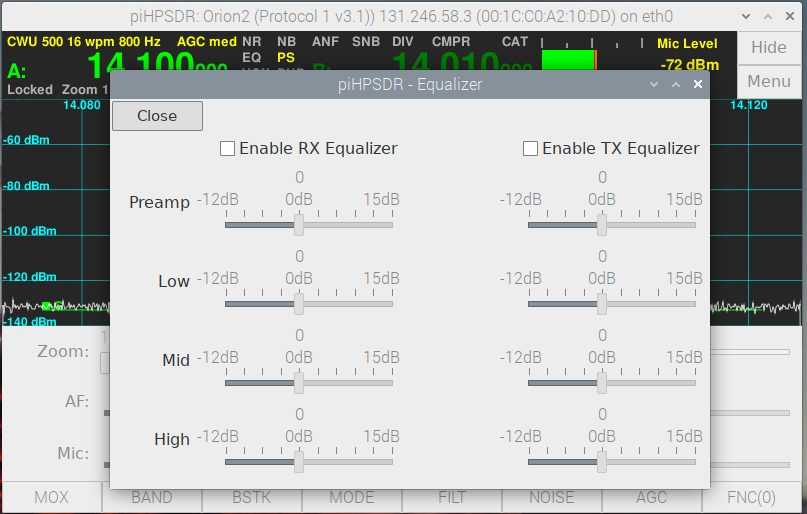 piHPSDR: Orion2 (Protocol 1 v3.1)) 131.246.58.3 (00:1C:C0:A2:10:DD) on eth0
CWU 500 16 wpm 800 Hz AGC med NR NB ANF SNB DIV CMPR CAT Mic Level Hide
EQ PS
A: 14.100 000 14.010 -72 dBm
Locked Zoom 1 Menu
piHPSDR - Equalizer
14.080 14.120
Close
-60 dBm
Enable RX Equalizer Enable TX Equalizer
0 0
-80 dBm
Preamp -12dB 0dB 15dB -12dB 0dB 15dB
-100 dBm
0 0
-120 dBm
Low -12dB 0dB 15dB -12dB 0dB 15dB
-140 dBm
0 0
Zoom: 1
Mid -12dB 0dB 15dB -12dB 0dB 15dB
AF:
0 0
High -12dB 0dB 15dB -12dB 0dB 15dB
Mic:
MOX BAND BSTK MODE FILT NOISE AGC FNC(0)